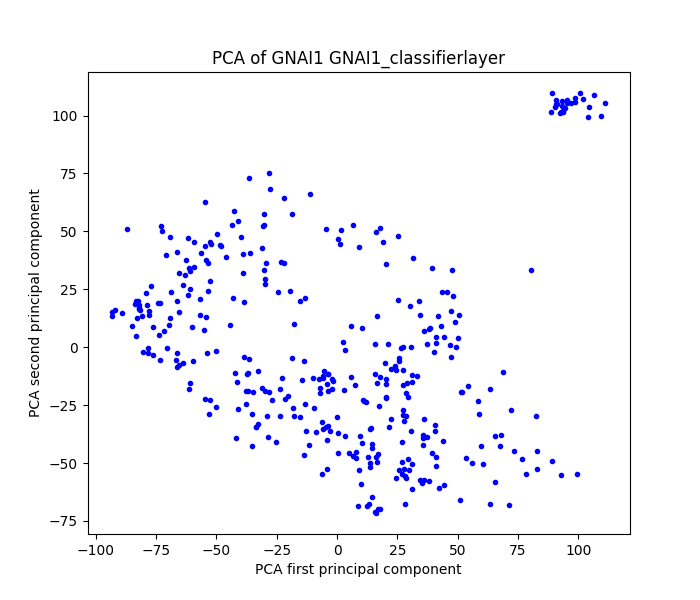 PCA of GNAI1 GNAI1_classifierlayer
PCA second principal component
100
75
50
25
0
−25
−50
−75
−100 −75 −50 −25 0 25 50 75 100
PCA first principal component